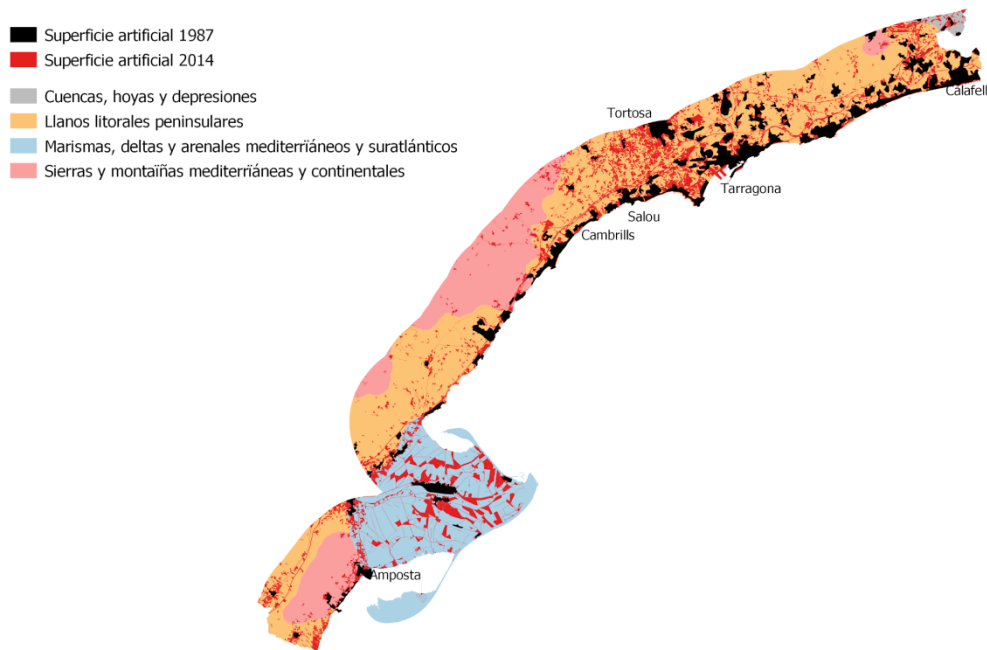 Superficie artificial 1987
Superficie artificial 2014
Cuencas, hoyas y depresiones
Llanos litorales peninsulares
Marismas, deltas y arenales mediterrïáneos y suratlánticos
Sierras y montaïñas mediterrïáneas y continentales
Calafell
Tortosa
Tarragona
Salou
Cambrills
Amposta